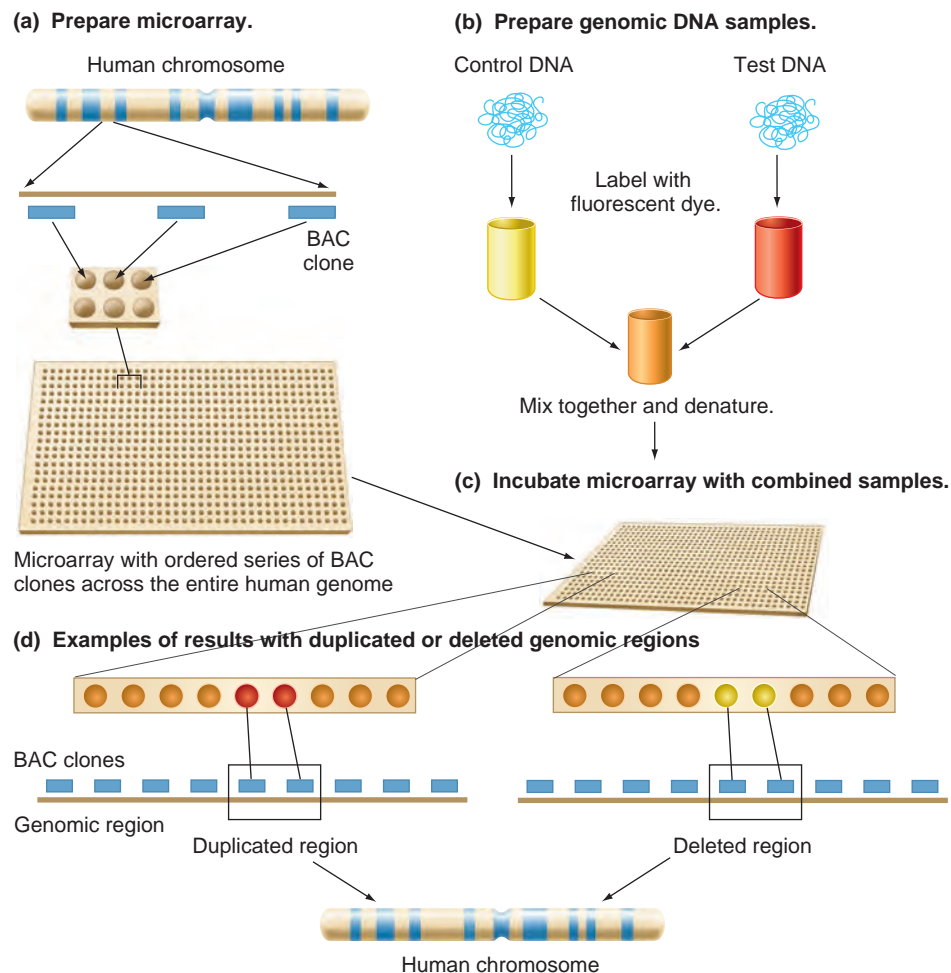 (a) Prepare microarray.
Human chromosome
BAC
clone
Microarray with ordered series of BAC
clones across the entire human genome
(b) Prepare genomic DNA samples.
Control DNA
Test DNA
Label with
fluorescent dye.
Mix together and denature.
(c) Incubate microarray with combined samples.
(d) Examples of results with duplicated or deleted genomic regions
BAC clones
Genomic region
Duplicated region
Deleted region
Human chromosome